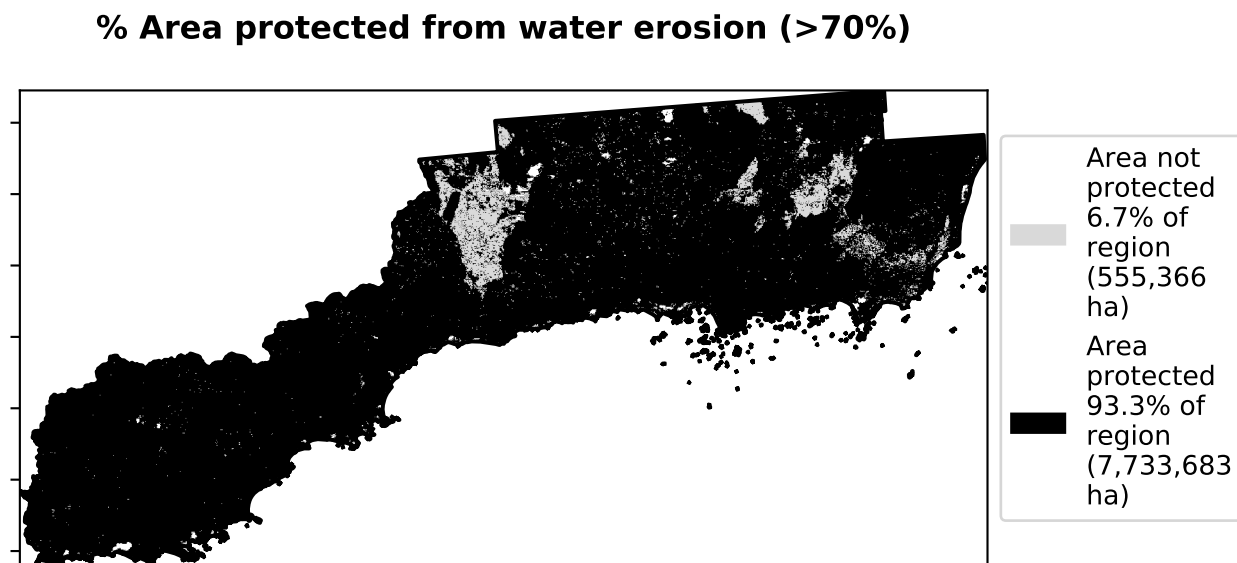 % Area protected from water erosion (>70%)
Area not
protected
6.7% of
region
(555,366
ha)
Area
protected
93.3% of
region
(7,733,683
ha)